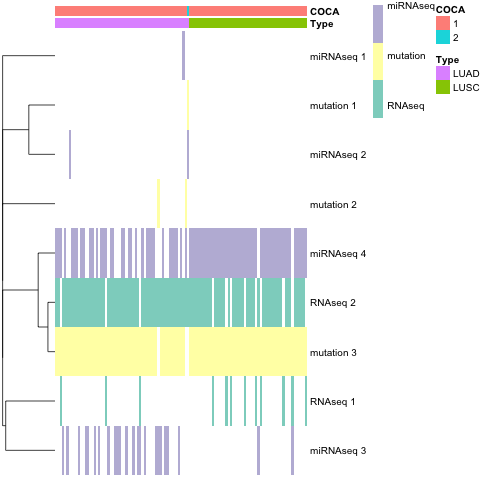 COCA
Type
miRNAseq 1
mutation 1
miRNAseq 2
mutation 2
miRNAseq 4
RNAseq 2
mutation 3
RNAseq 1
miRNAseq 3
miRNAseq
mutation
RNAseq
COCA
1
2
Type
LUAD
LUSC